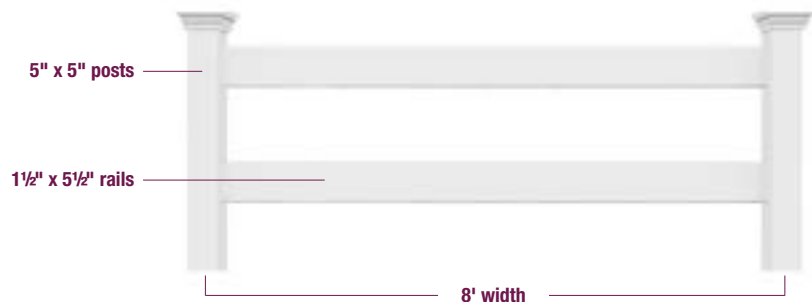 5" x 5" posts
1½" x 5½" rails
8' width